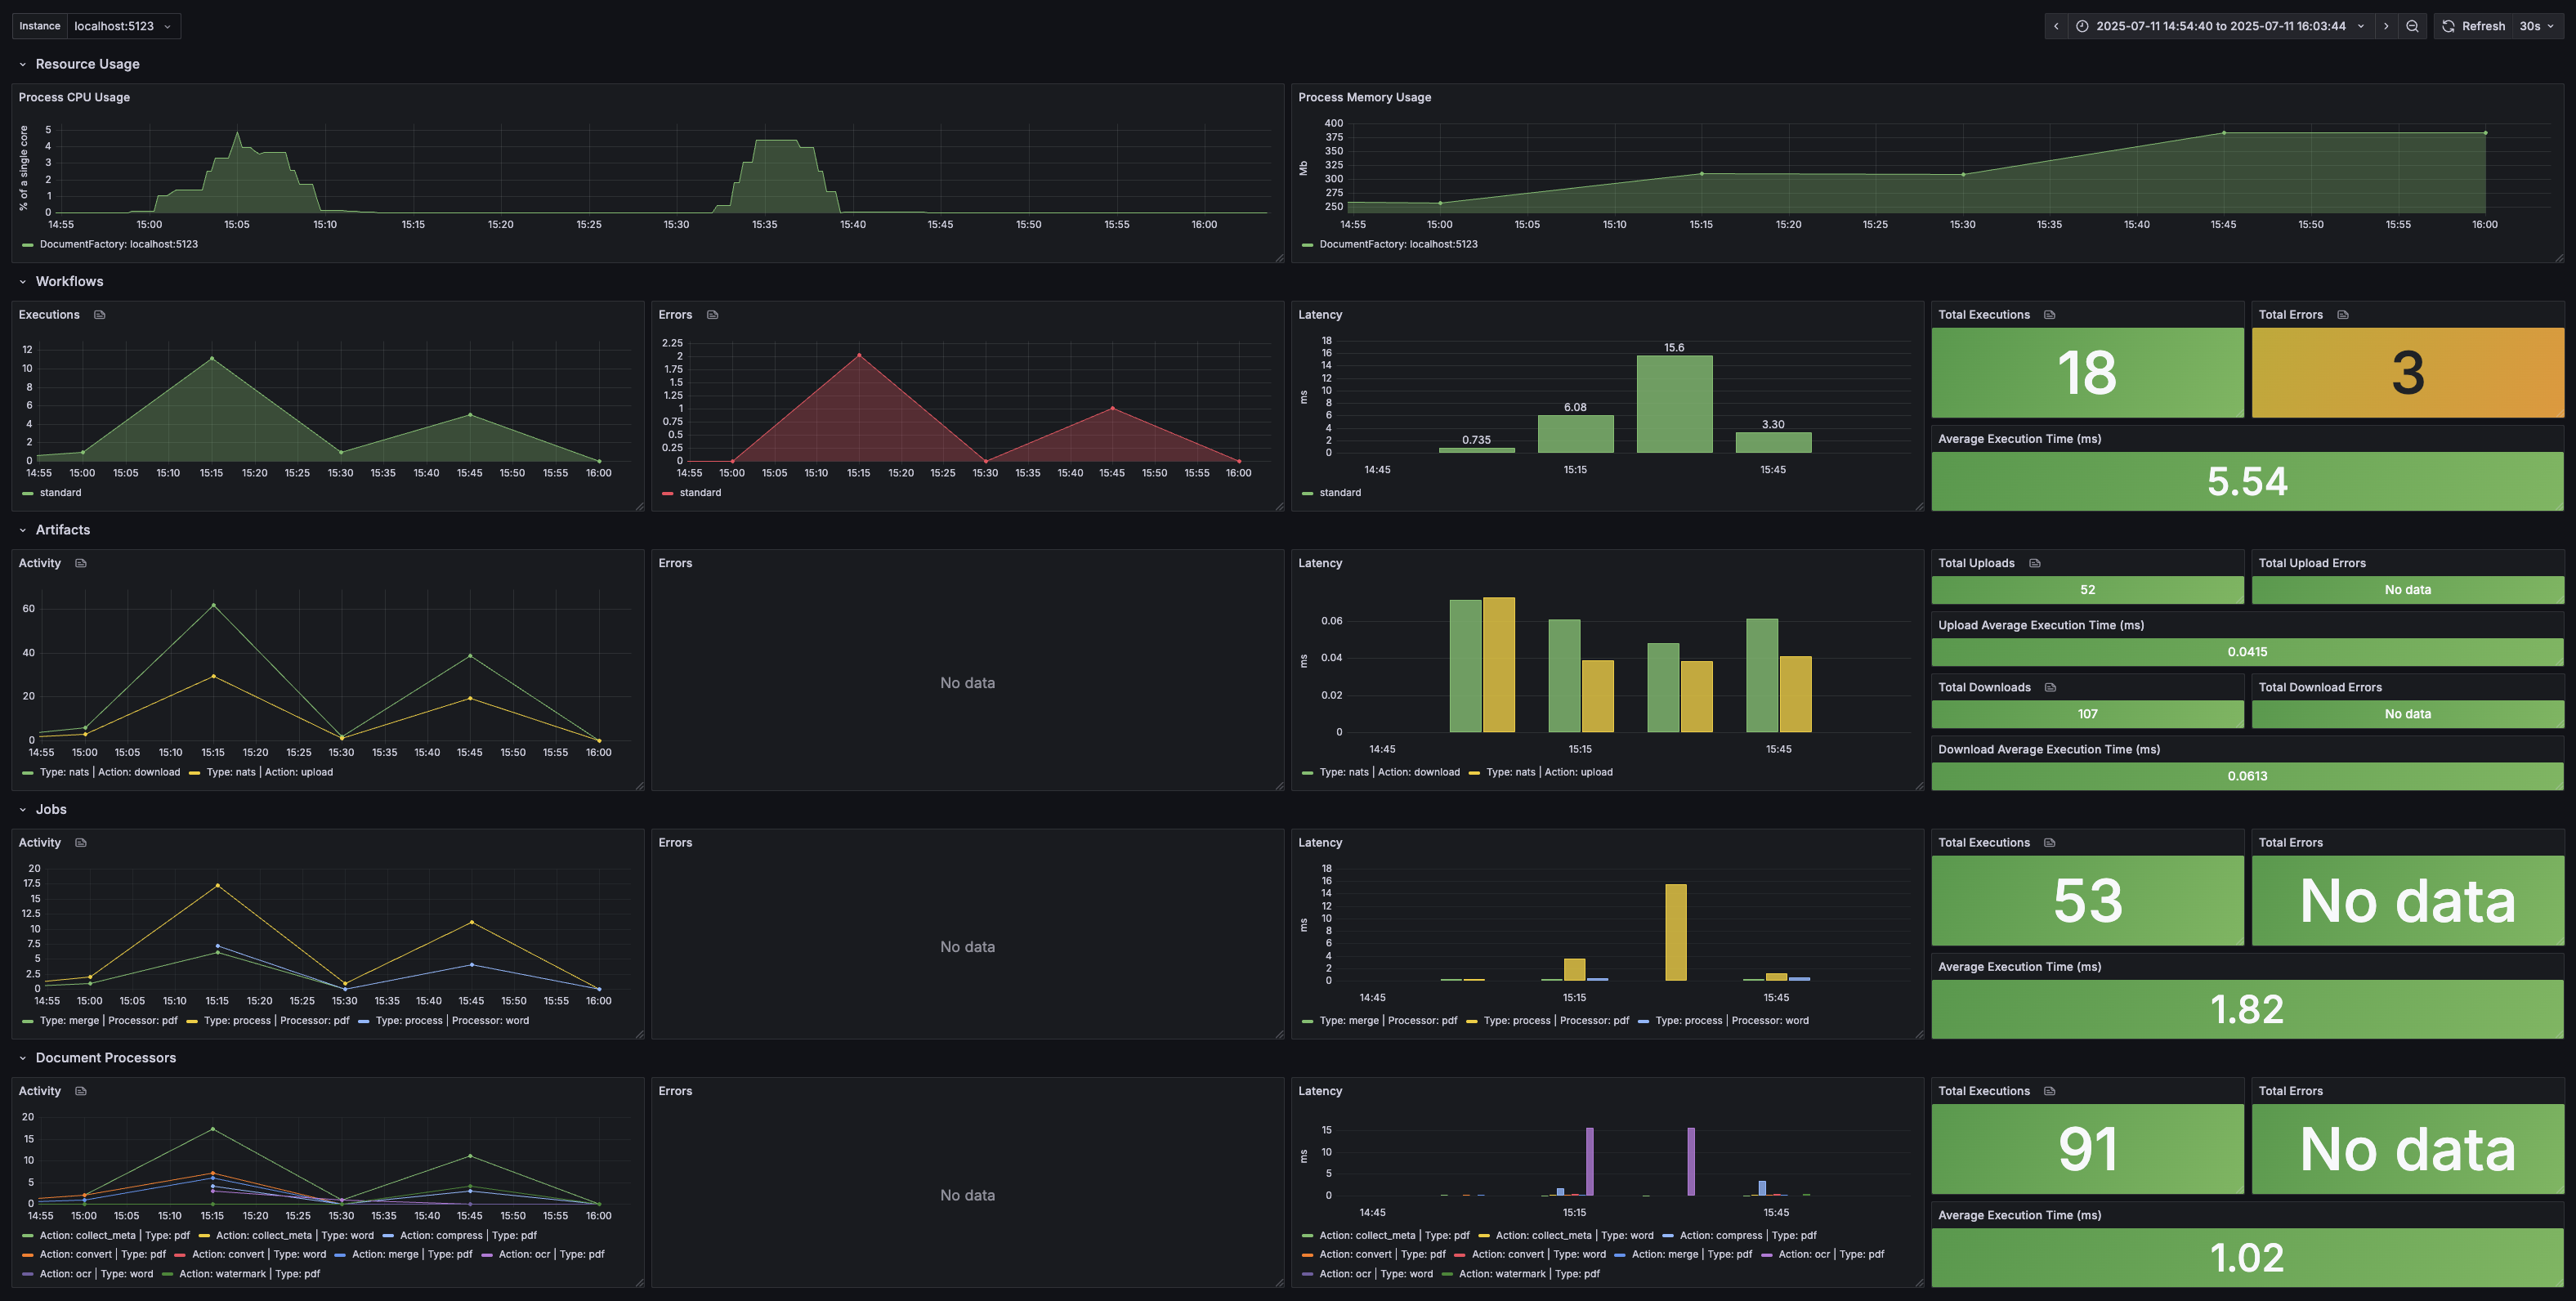 Instance localhost:5123
2025-07-11 14:54:40 to 2025-07-11 16:03:44 Refresh 30s
Resource Usage
Process CPU Usage
% of a single core
5
4
3
2
1
0
14:55 15:00 15:05 15:10 15:15 15:20 15:25 15:30 15:35 15:40 15:45 15:50 15:55 16:00
DocumentFactory: localhost:5123
Process Memory Usage
Mb
400
375
350
325
300
275
250
14:55 15:00 15:05 15:10 15:15 15:20 15:25 15:30 15:35 15:40 15:45 15:50 15:55 16:00
DocumentFactory: localhost:5123
Workflows
Executions
12
10
8
6
4
2
0
14:55 15:00 15:05 15:10 15:15 15:20 15:25 15:30 15:35 15:40 15:45 15:50 15:55 16:00
standard
Errors
2.25
2
1.75
1.5
1.25
1
0.75
0.5
0.25
0
14:55 15:00 15:05 15:10 15:15 15:20 15:25 15:30 15:35 15:40 15:45 15:50 15:55 16:00
standard
Latency
ms
18
16
14
12
10
8
6
4
2
0
0.735 6.08 15.6 3.30
14:45 15:15 15:45
standard
Total Executions
18
Total Errors
3
Average Execution Time (ms)
5.54
Artifacts
Activity
60
40
20
0
14:55 15:00 15:05 15:10 15:15 15:20 15:25 15:30 15:35 15:40 15:45 15:50 15:55 16:00
Type: nats | Action: download Type: nats | Action: upload
Errors
No data
Latency
ms
0.06
0.04
0.02
0
14:45 15:15 15:45
Type: nats | Action: download Type: nats | Action: upload
Total Uploads
52
Total Upload Errors
No data
Upload Average Execution Time (ms)
0.0415
Total Downloads
107
Total Download Errors
No data
Download Average Execution Time (ms)
0.0613
Jobs
Activity
20
17.5
15
12.5
10
7.5
5
2.5
0
14:55 15:00 15:05 15:10 15:15 15:20 15:25 15:30 15:35 15:40 15:45 15:50 15:55 16:00
Type: merge | Processor: pdf Type: process | Processor: pdf Type: process | Processor: word
Errors
No data
Latency
ms
18
16
14
12
10
8
6
4
2
0
14:45 15:15 15:45
Type: merge | Processor: pdf Type: process | Processor: pdf Type: process | Processor: word
Total Executions
53
Total Errors
No data
Average Execution Time (ms)
1.82
Document Processors
Activity
20
15
10
5
0
14:55 15:00 15:05 15:10 15:15 15:20 15:25 15:30 15:35 15:40 15:45 15:50 15:55 16:00
Action: collect_meta | Type: pdf Action: collect_meta | Type: word Action: compress | Type: pdf
Action: convert | Type: pdf Action: convert | Type: word Action: merge | Type: pdf Action: ocr | Type: pdf
Action: ocr | Type: word Action: watermark | Type: pdf
Errors
No data
Latency
ms
15
10
5
0
14:45 15:15 15:45
Action: collect_meta | Type: pdf Action: collect_meta | Type: word Action: compress | Type: pdf
Action: convert | Type: pdf Action: convert | Type: word Action: merge | Type: pdf Action: ocr | Type: pdf
Action: ocr | Type: word Action: watermark | Type: pdf
Total Executions
91
Total Errors
No data
Average Execution Time (ms)
1.02